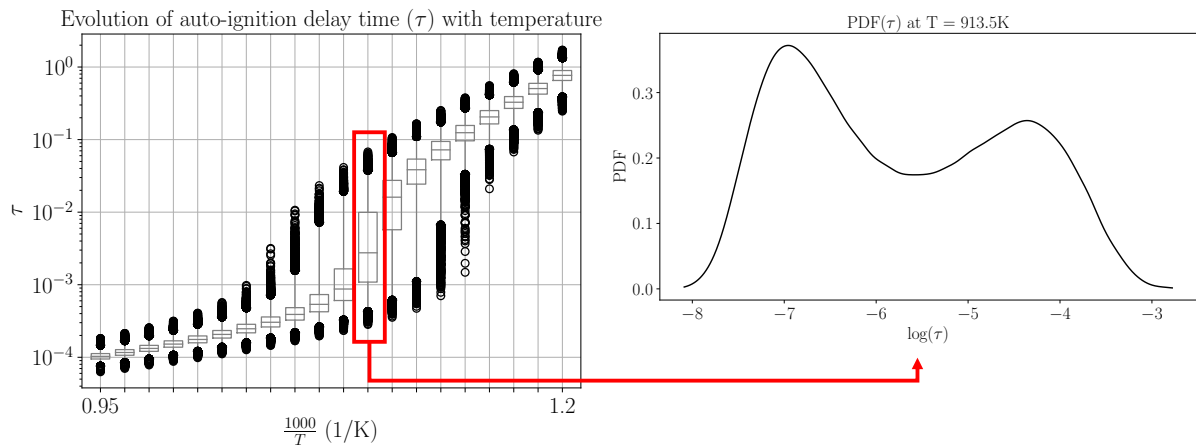 Evolution of auto-ignition delay time (τ) with temperature
τ
10⁰
10⁻¹
10⁻²
10⁻³
10⁻⁴
0.95
1.2
1000/T (1/K)
PDF(τ) at T = 913.5K
PDF
0.3
0.2
0.1
0.0
−8
−7
−6
−5
−4
−3
log(τ)